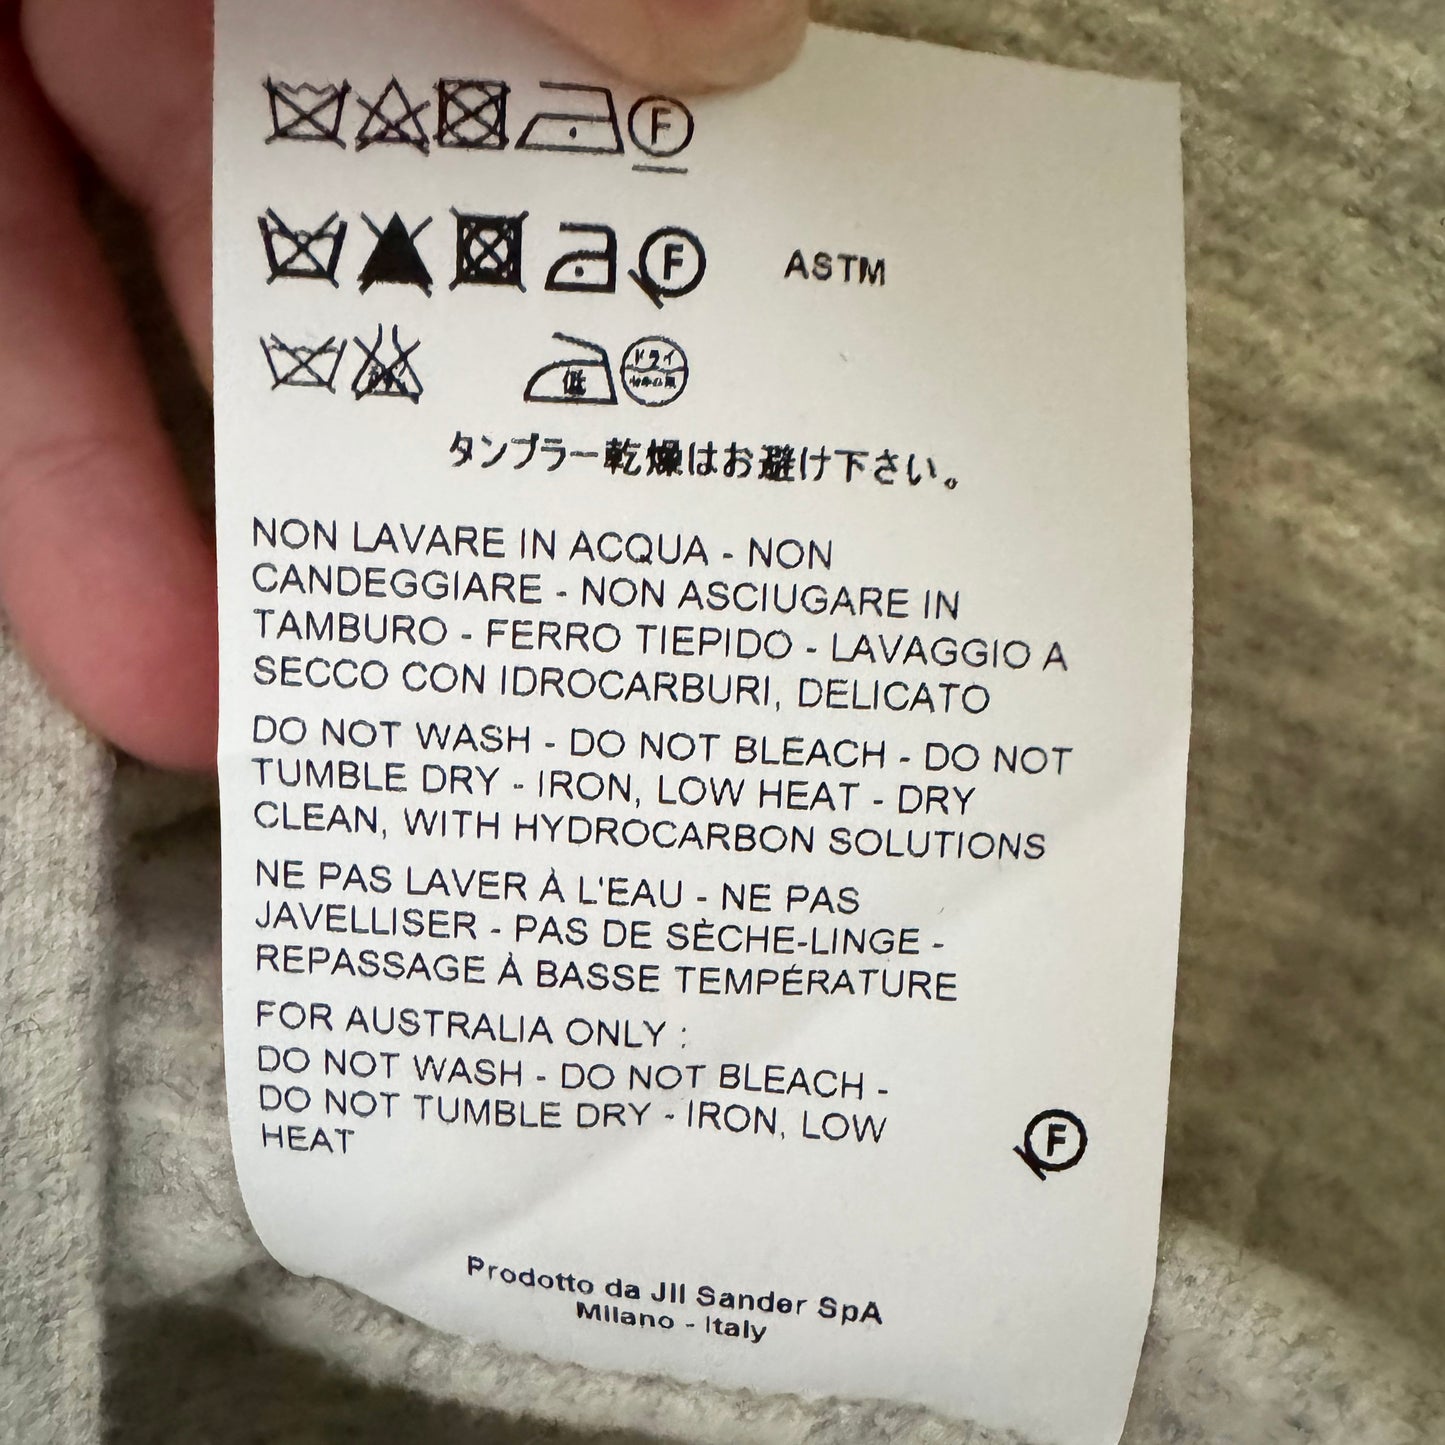 F
F ASTM
低 ドライ
タンブラー乾燥はお避け下さい。
NON LAVARE IN ACQUA - NON
CANDEGGIARE - NON ASCIUGARE IN
TAMBURO - FERRO TIEPIDO - LAVAGGIO A
SECCO CON IDROCARBURI, DELICATO
DO NOT WASH - DO NOT BLEACH - DO NOT
TUMBLE DRY - IRON, LOW HEAT - DRY
CLEAN, WITH HYDROCARBON SOLUTIONS
NE PAS LAVER À L'EAU - NE PAS
JAVELLISER - PAS DE SÈCHE-LINGE -
REPASSAGE À BASSE TEMPÉRATURE
FOR AUSTRALIA ONLY :
DO NOT WASH - DO NOT BLEACH -
DO NOT TUMBLE DRY - IRON, LOW
HEAT
F
Prodotto da Jil Sander SpA
Milano - Italy